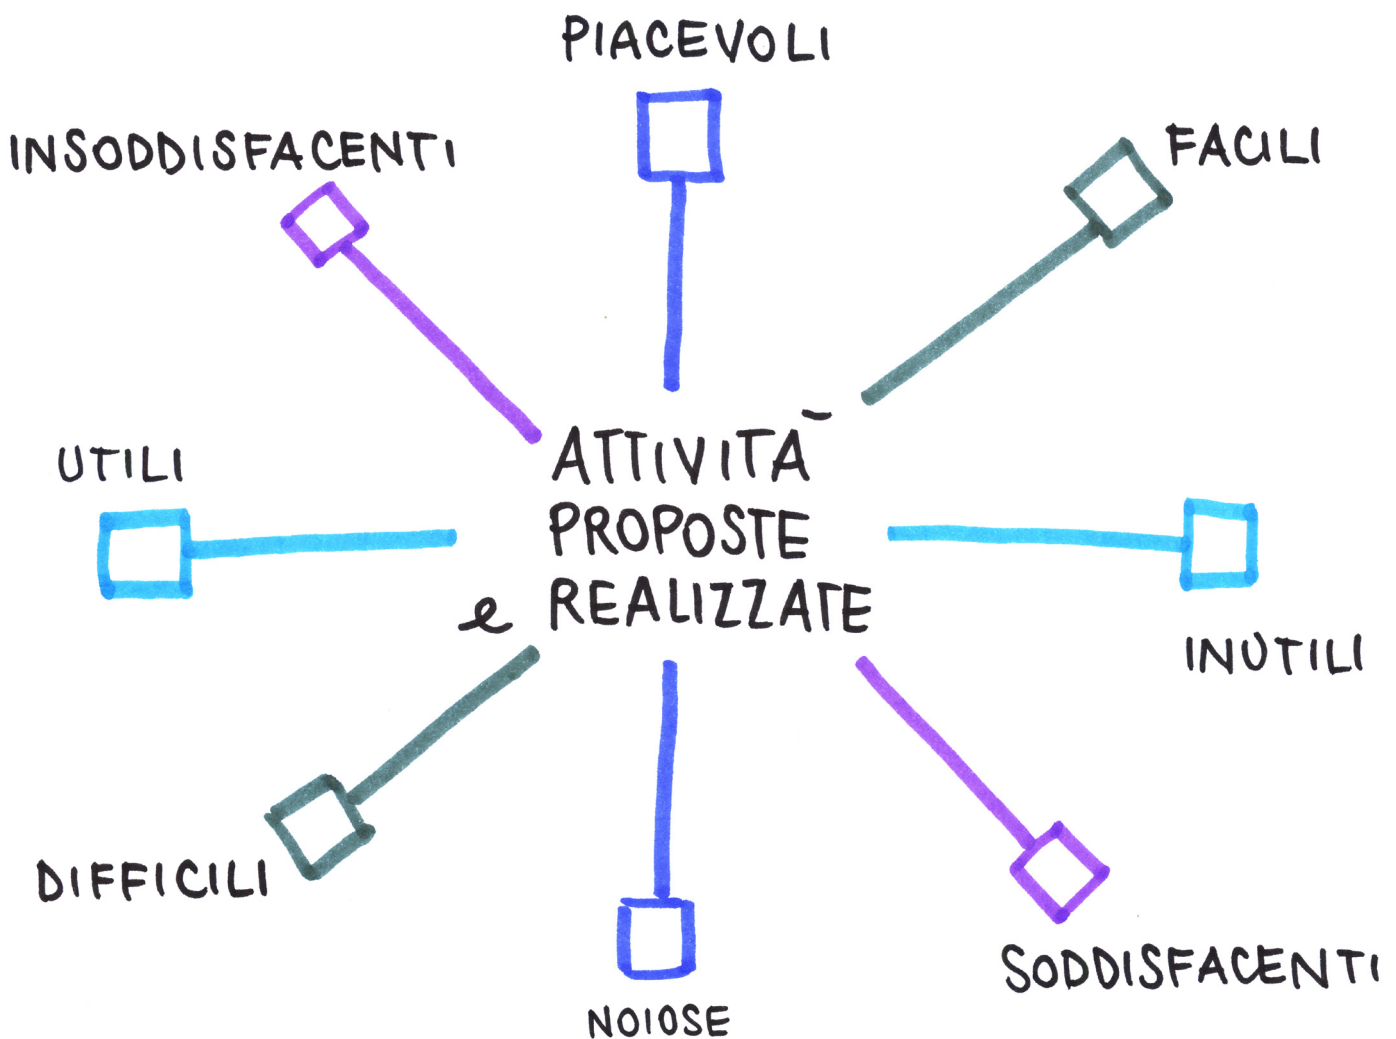 PIACEVOLI
INSODDISFACENTI
FACILI
UTILI
ATTIVITÀ
PROPOSTE
e REALIZZATE
INUTILI
DIFFICILI
SODDISFACENTI
NOIOSE